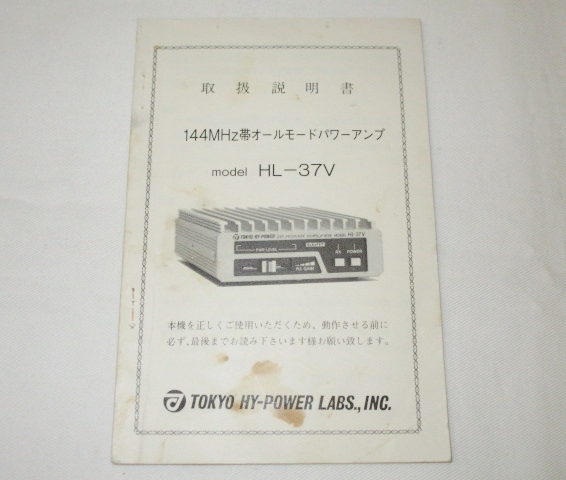 取扱説明書
144MHz帯オールモードパワーアンプ
model HL-37V
TOKYO HY-POWER
HL-37V
PWR LEVEL
GaAsFET
RX GAIN
POWER
本機を正しくご使用いただくため、動作させる前に
必ず、最後までお読み下さいます様お願い致します。
TOKYO HY-POWER LABS., INC.